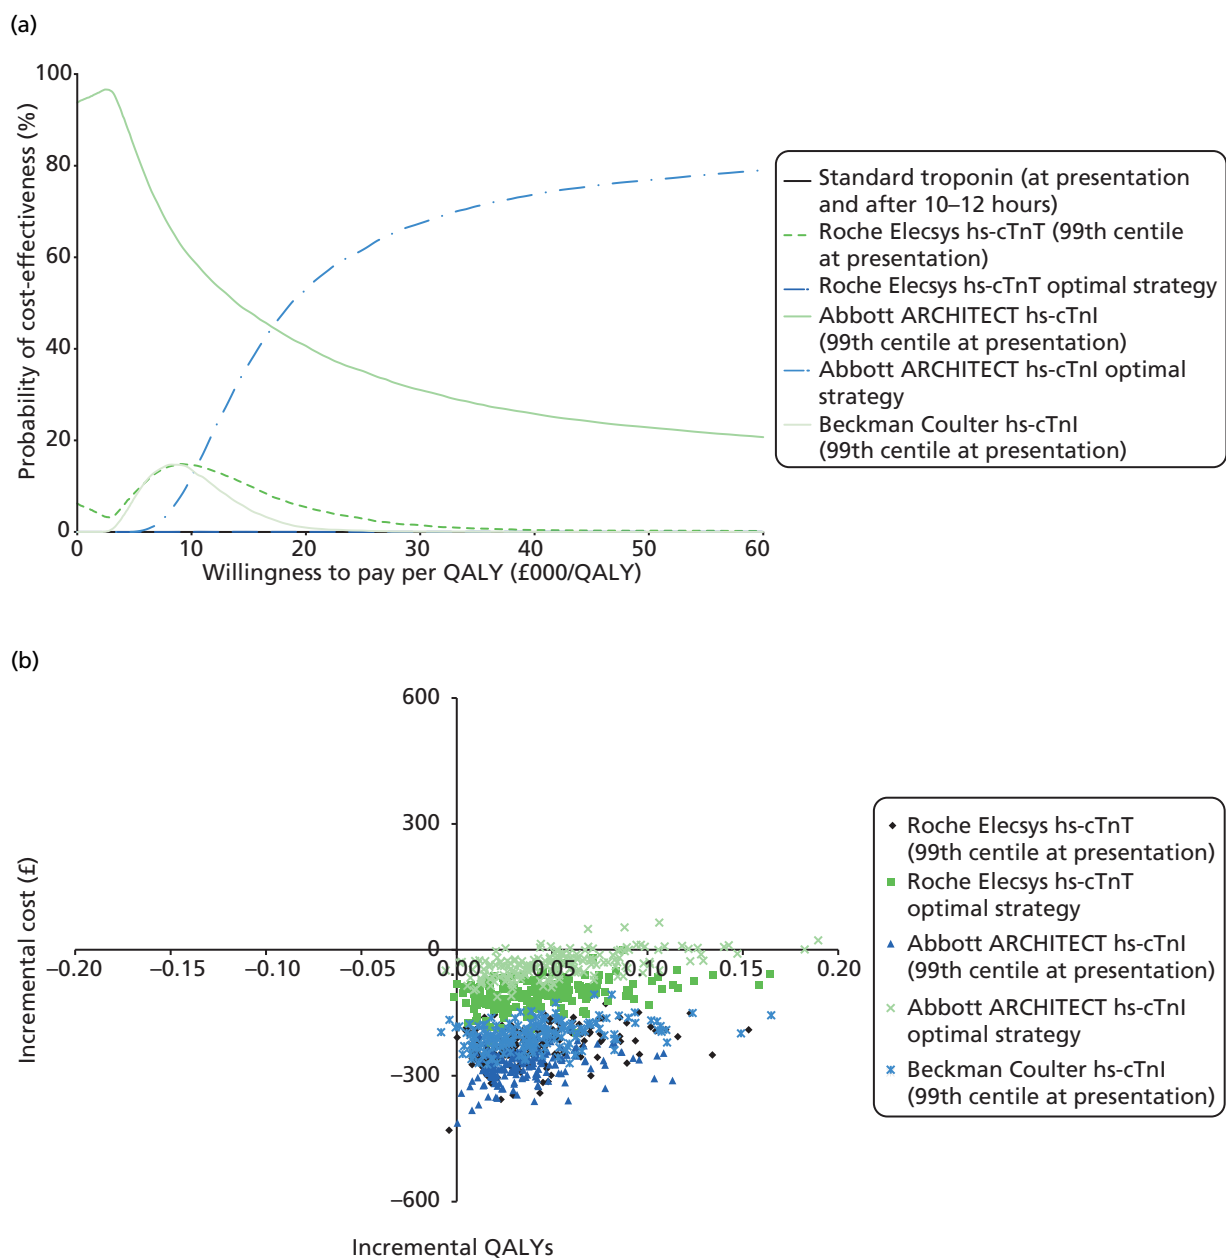 (a)
100
80
60
40
20
0
0 10 20 30 40 50 60
Probability of cost-effectiveness (%)
Willingness to pay per QALY (£000/QALY)
Standard troponin (at presentation
and after 10–12 hours)
Roche Elecsys hs-cTnT (99th centile
at presentation)
Roche Elecsys hs-cTnT optimal strategy
Abbott ARCHITECT hs-cTnI
(99th centile at presentation)
Abbott ARCHITECT hs-cTnI optimal
strategy
Beckman Coulter hs-cTnI
(99th centile at presentation)
(b)
600
300
0
−300
−600
−0.20 −0.15 −0.10 −0.05 0.00 0.05 0.10 0.15 0.20
Incremental cost (£)
Incremental QALYs
Roche Elecsys hs-cTnT
(99th centile at presentation)
Roche Elecsys hs-cTnT
optimal strategy
Abbott ARCHITECT hs-cTnI
(99th centile at presentation)
Abbott ARCHITECT hs-cTnI
optimal strategy
Beckman Coulter hs-cTnI
(99th centile at presentation)